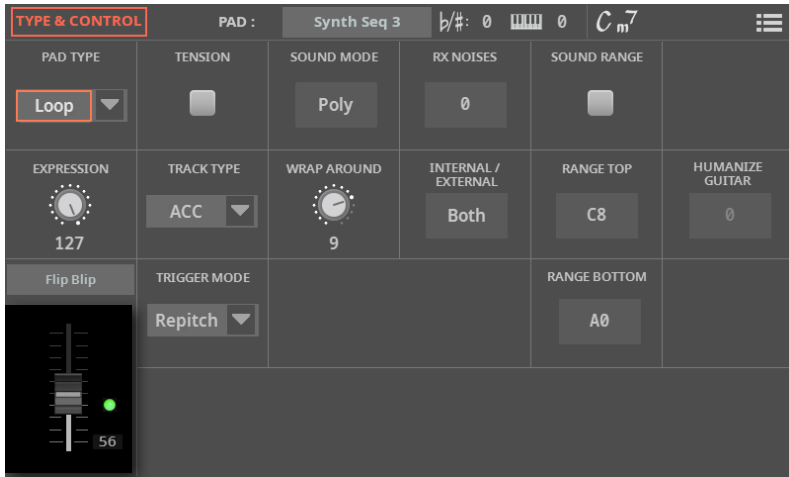 TYPE & CONTROL PAD : Synth Seq 3 ♭/♯: 0 0 Cm7
PAD TYPE TENSION SOUND MODE RX NOISES SOUND RANGE
Loop Poly 0
EXPRESSION TRACK TYPE WRAP AROUND INTERNAL / EXTERNAL RANGE TOP HUMANIZE GUITAR
127 ACC 9 Both C8 0
Flip Blip TRIGGER MODE RANGE BOTTOM
Repitch A0
56